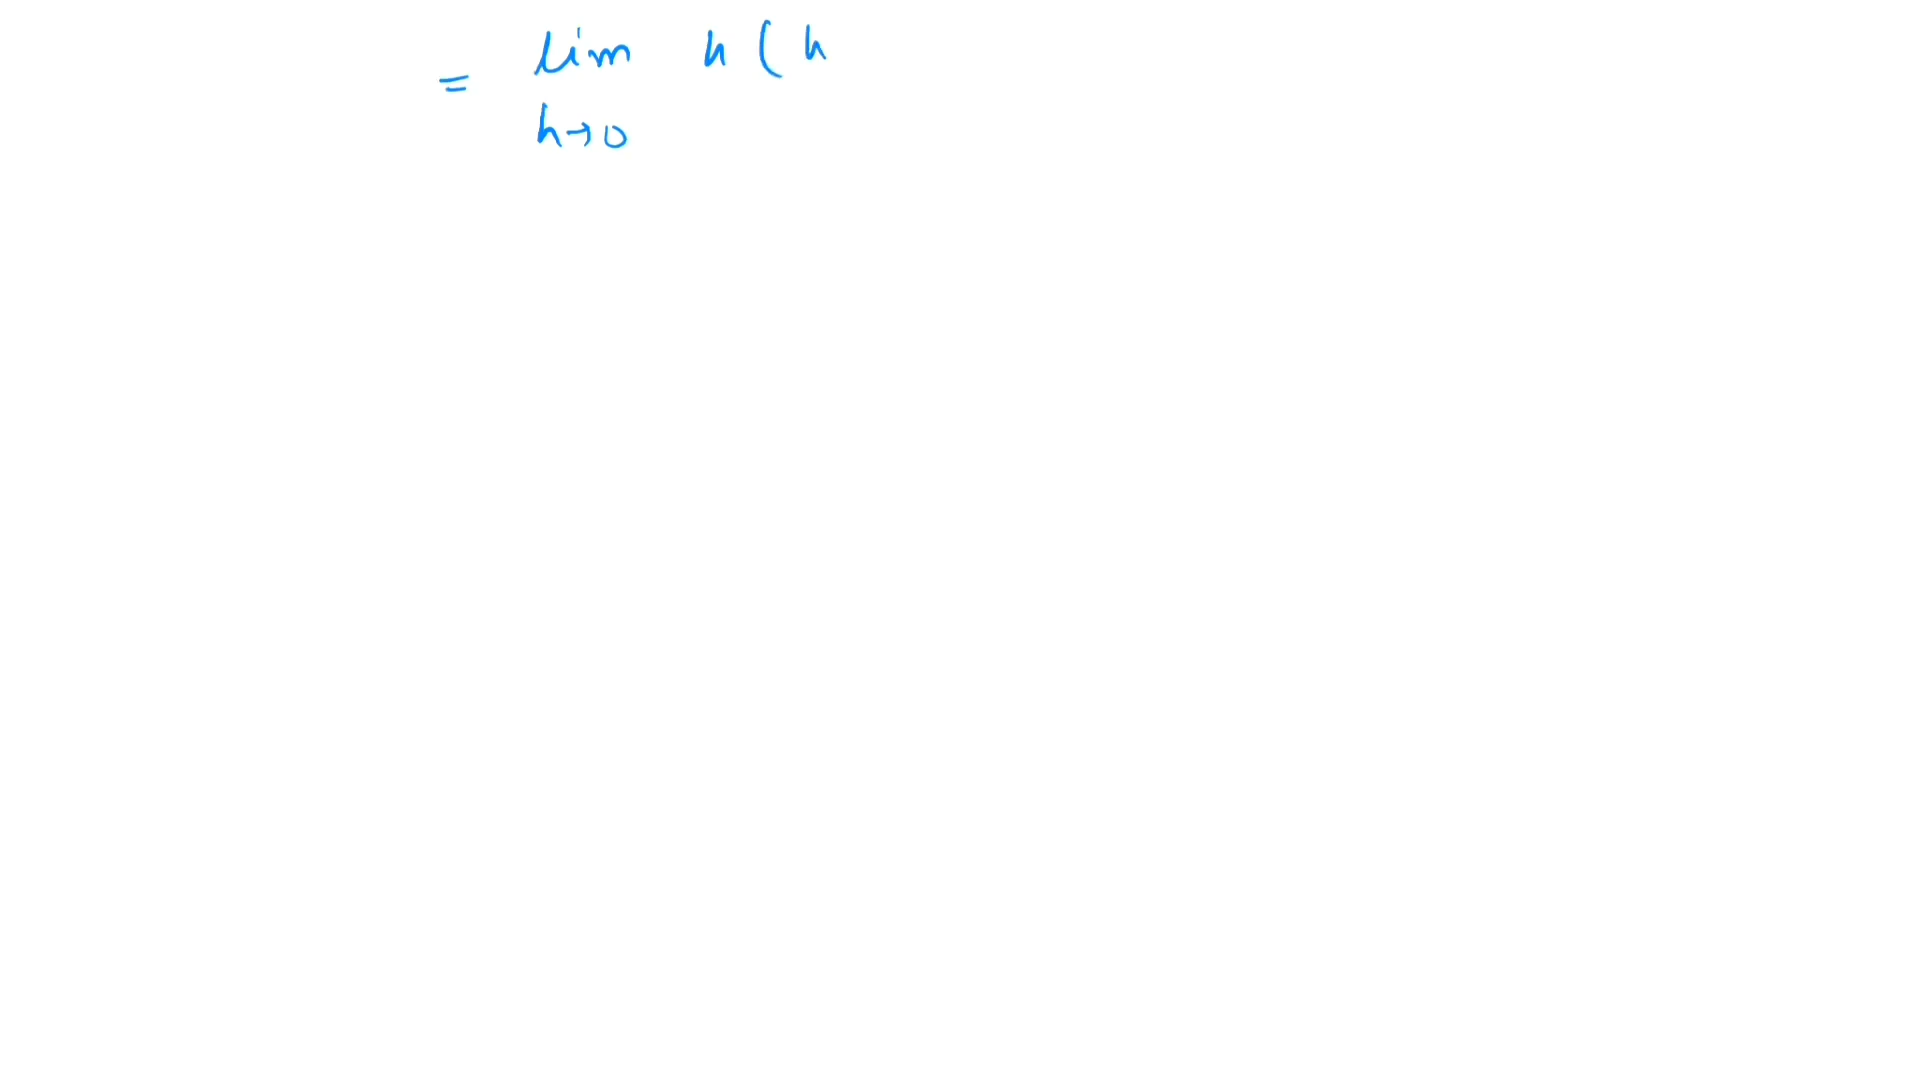 = lim h ( h
h→0